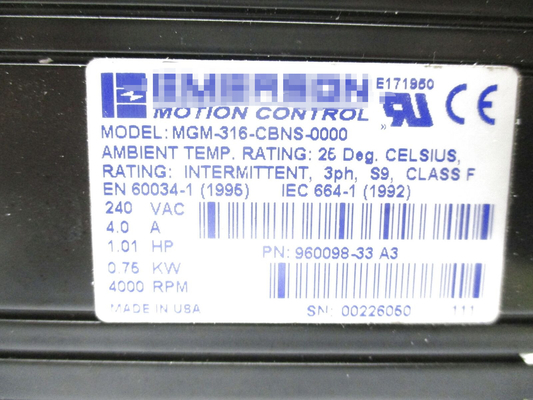 E171950
MOTION CONTROL
MODEL: MGM-316-CBNS-0000
AMBIENT TEMP. RATING: 25 Deg. CELSIUS,
RATING: INTERMITTENT, 3ph, S9, CLASS F
EN 60034-1 (1995) IEC 664-1 (1992)
240 VAC
4.0 A
1.01 HP
PN: 960098-33 A3
0.75 KW
4000 RPM
MADE IN USA
SN: 00226050 111